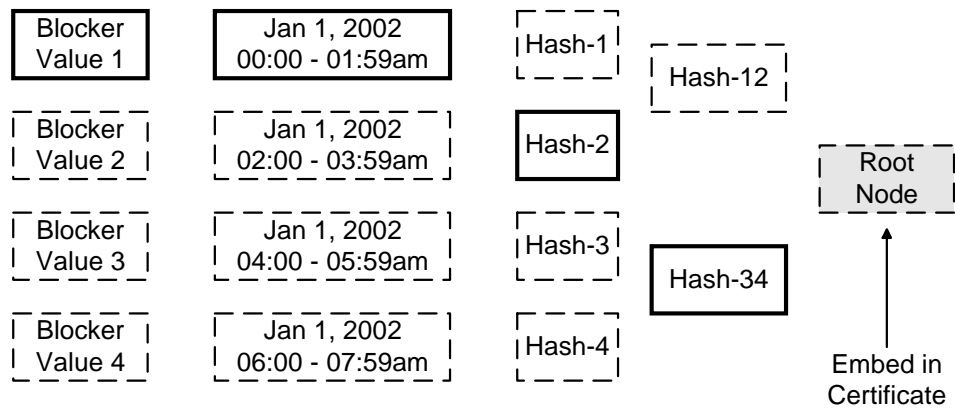 Blocker
Value 1
Jan 1, 2002
00:00 - 01:59am
Hash-1
Hash-12
Blocker
Value 2
Jan 1, 2002
02:00 - 03:59am
Hash-2
Root
Node
Blocker
Value 3
Jan 1, 2002
04:00 - 05:59am
Hash-3
Hash-34
Blocker
Value 4
Jan 1, 2002
06:00 - 07:59am
Hash-4
Embed in
Certificate